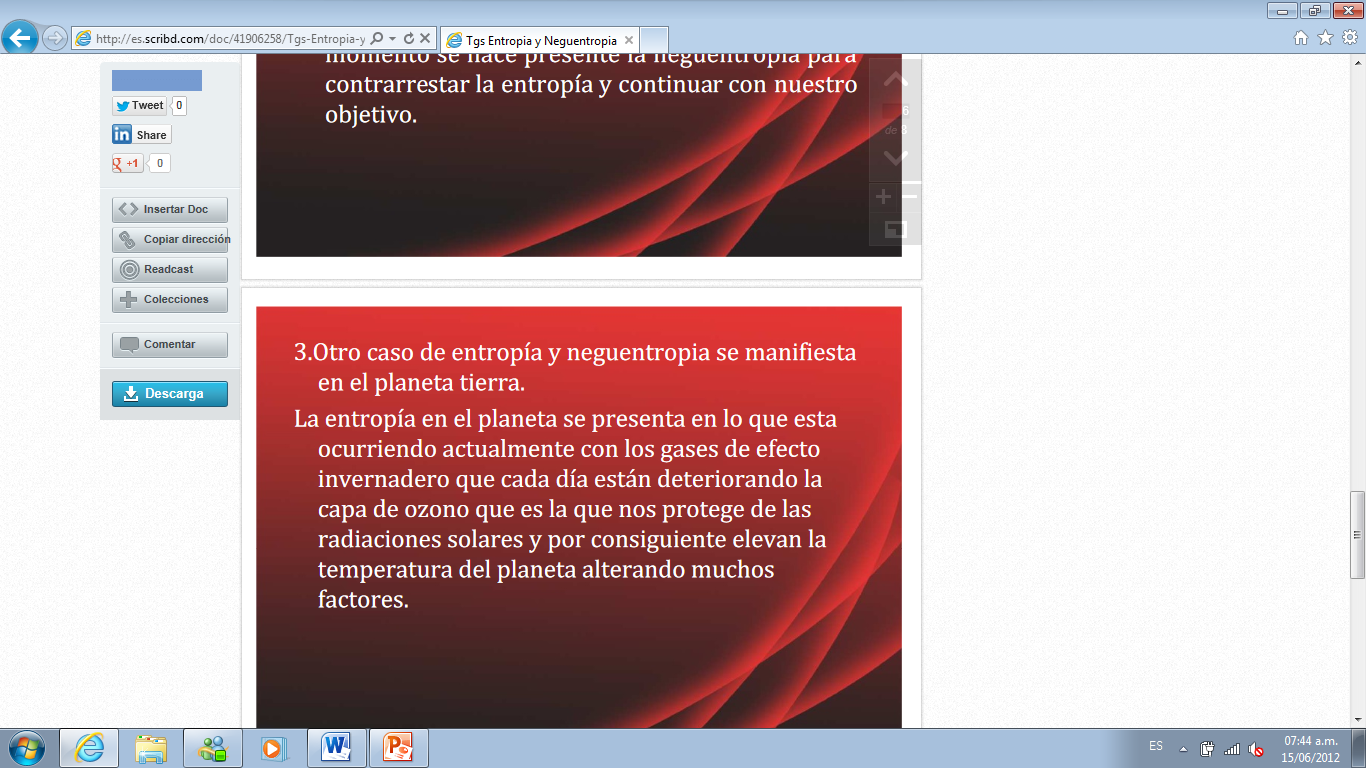 http://es.scribd.com/doc/41906258/Tgs-Entropia-y
Tgs Entropia y Neguentropia
momento se hace presente la neguentropia para
contrarrestar la entropía y continuar con nuestro
objetivo.
6
de 8
Tweet 0
Share
+1 0
Insertar Doc
Copiar dirección
Readcast
Colecciones
Comentar
Descarga
3.Otro caso de entropía y neguentropia se manifiesta
en el planeta tierra.
La entropía en el planeta se presenta en lo que esta
ocurriendo actualmente con los gases de efecto
invernadero que cada día están deteriorando la
capa de ozono que es la que nos protege de las
radiaciones solares y por consiguiente elevan la
temperatura del planeta alterando muchos
factores.
ES
07:44 a.m.
15/06/2012